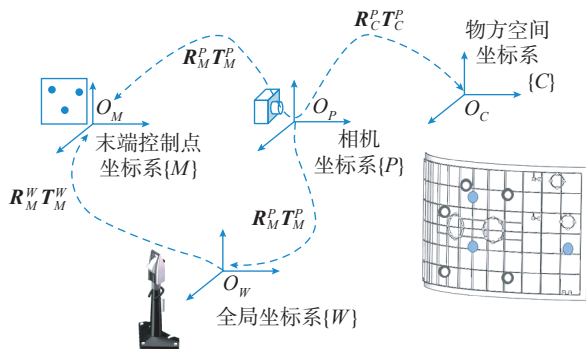 R_C^P T_C^P
物方空间
坐标系
{C}
O_C
R_M^P T_M^P
O_M
O_P
末端控制点
坐标系{M}
相机
坐标系{P}
R_M^W T_M^W
R_M^P T_M^P
O_W
全局坐标系{W}